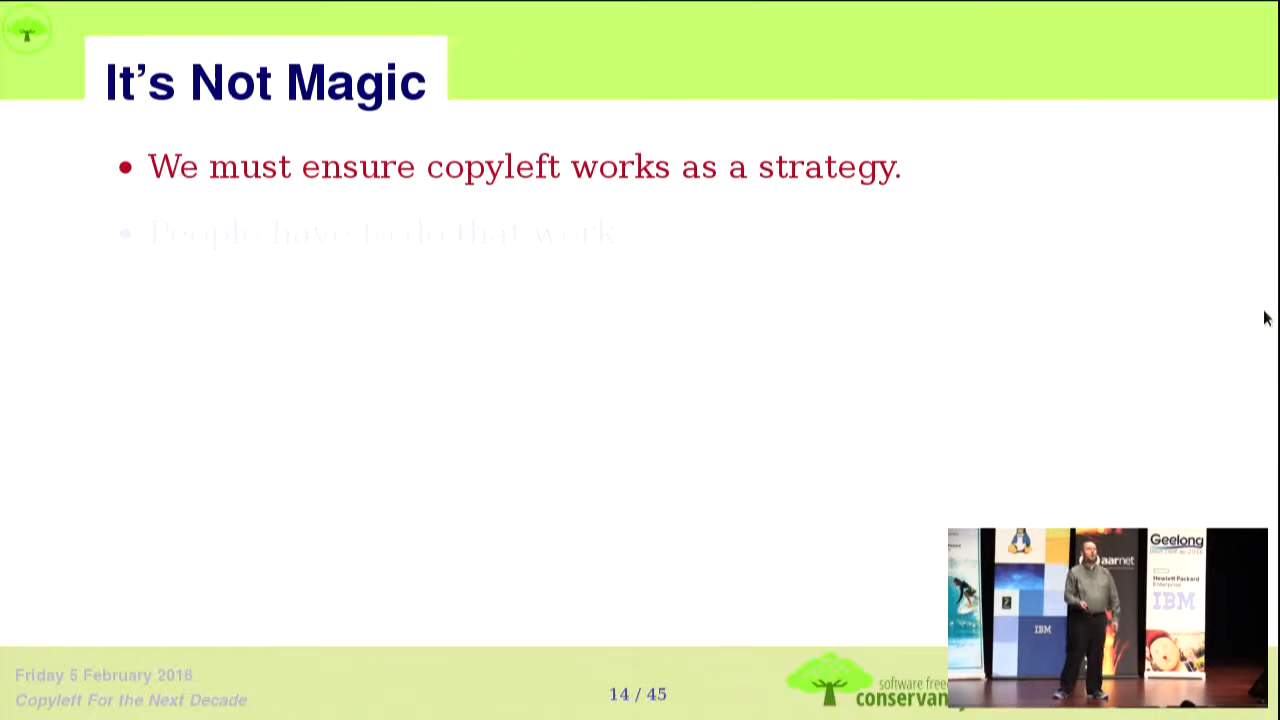 It's Not Magic
• We must ensure copyleft works as a strategy.
• People have to do that work.
Friday 5 February 2016
Copyleft For the Next Decade
14 / 45
software free
conservancy
aarnet
IBM
Geelong
Hewlett Packard
Enterprise
IBM